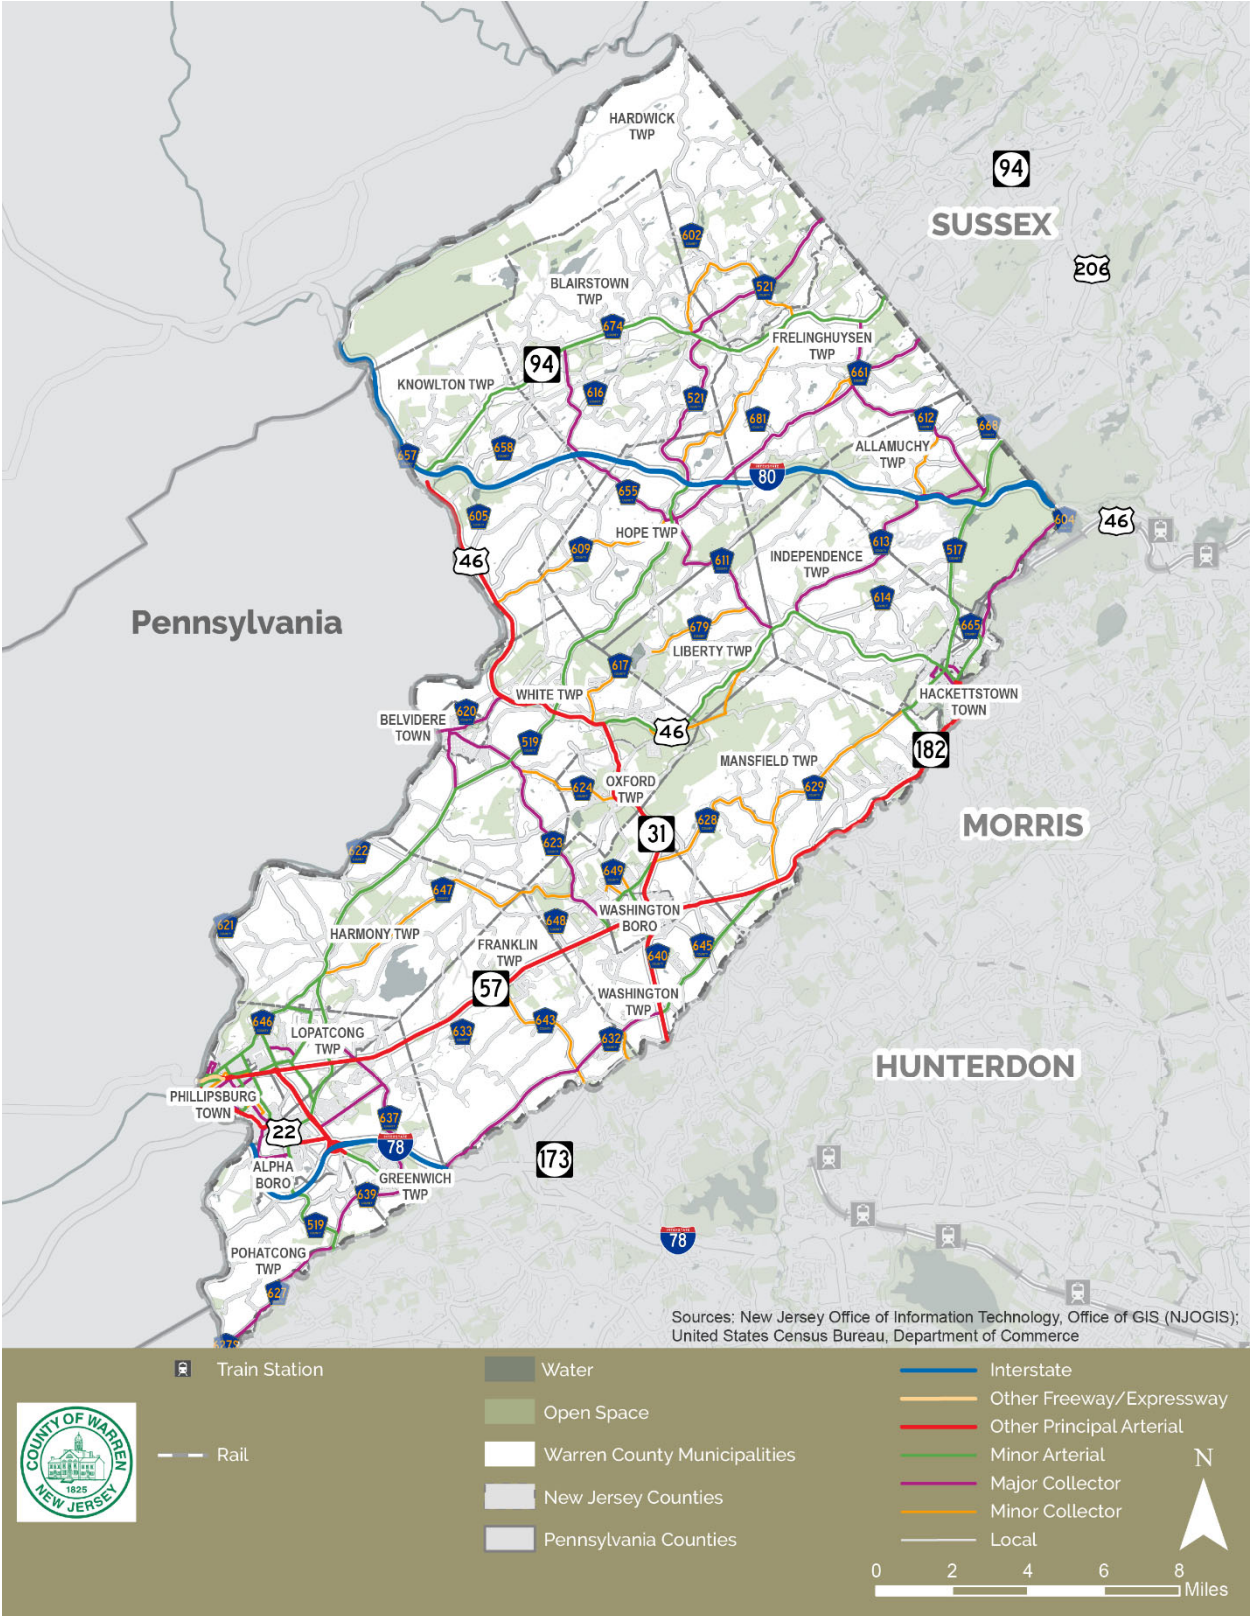 HARDWICK
TWP
94
SUSSEX
206
602
BLAIRSTOWN
TWP
521
674
FRELINGHUYSEN
TWP
94
KNOWLTON TWP
661
616
521
681
612
668
657
658
ALLAMUCHY
TWP
INTERSTATE
80
655
605
604
46
HOPE TWP
613
46
609
611
INDEPENDENCE
TWP
517
614
Pennsylvania
679
665
LIBERTY TWP
617
WHITE TWP
HACKETTSTOWN
TOWN
620
BELVIDERE
TOWN
46
519
182
MANSFIELD TWP
OXFORD
TWP
624
629
628
31
MORRIS
622
623
649
647
WASHINGTON
BORO
621
648
HARMONY TWP
FRANKLIN
TWP
645
640
57
WASHINGTON
TWP
646
LOPATCONG
TWP
633
643
632
HUNTERDON
PHILLIPSBURG
TOWN
637
22
INTERSTATE
78
173
ALPHA
BORO
GREENWICH
TWP
639
519
INTERSTATE
78
POHATCONG
TWP
627
Sources: New Jersey Office of Information Technology, Office of GIS (NJOGIS);
United States Census Bureau, Department of Commerce
Train Station
Rail
COUNTY OF WARREN
1825
NEW JERSEY
Water
Open Space
Warren County Municipalities
New Jersey Counties
Pennsylvania Counties
Interstate
Other Freeway/Expressway
Other Principal Arterial
Minor Arterial
Major Collector
Minor Collector
Local
N
0 2 4 6 8
Miles